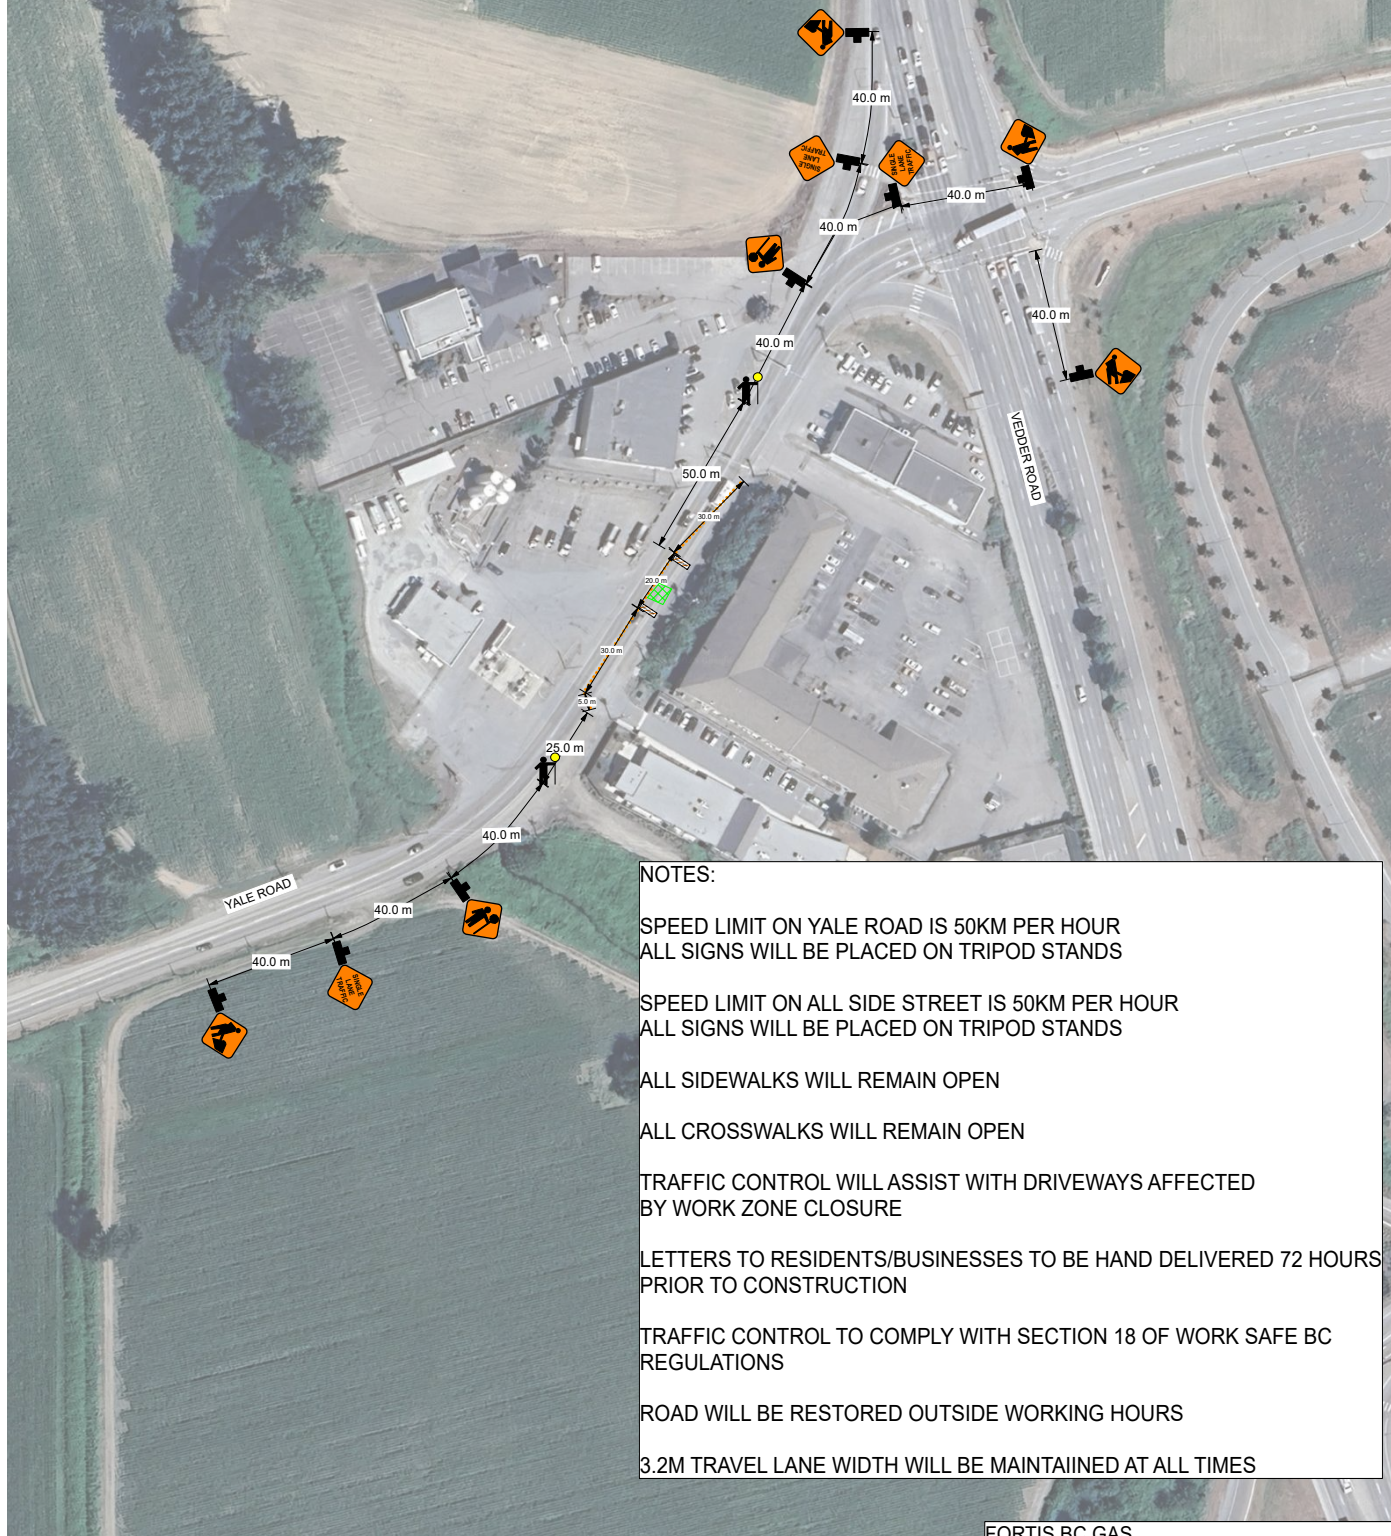 40.0 m
SINGLE
LANE
TRAFFIC
SINGLE
LANE
TRAFFIC
40.0 m
40.0 m
40.0 m
40.0 m
VEDDER ROAD
50.0 m
30.0 m
20.0 m
30.0 m
5.0 m
25.0 m
40.0 m
YALE ROAD
40.0 m
40.0 m
SINGLE
LANE
TRAFFIC
NOTES:
SPEED LIMIT ON YALE ROAD IS 50KM PER HOUR
ALL SIGNS WILL BE PLACED ON TRIPOD STANDS
SPEED LIMIT ON ALL SIDE STREET IS 50KM PER HOUR
ALL SIGNS WILL BE PLACED ON TRIPOD STANDS
ALL SIDEWALKS WILL REMAIN OPEN
ALL CROSSWALKS WILL REMAIN OPEN
TRAFFIC CONTROL WILL ASSIST WITH DRIVEWAYS AFFECTED
BY WORK ZONE CLOSURE
LETTERS TO RESIDENTS/BUSINESSES TO BE HAND DELIVERED 72 HOURS
PRIOR TO CONSTRUCTION
TRAFFIC CONTROL TO COMPLY WITH SECTION 18 OF WORK SAFE BC
REGULATIONS
ROAD WILL BE RESTORED OUTSIDE WORKING HOURS
3.2M TRAVEL LANE WIDTH WILL BE MAINTAIINED AT ALL TIMES
FORTIS BC GAS